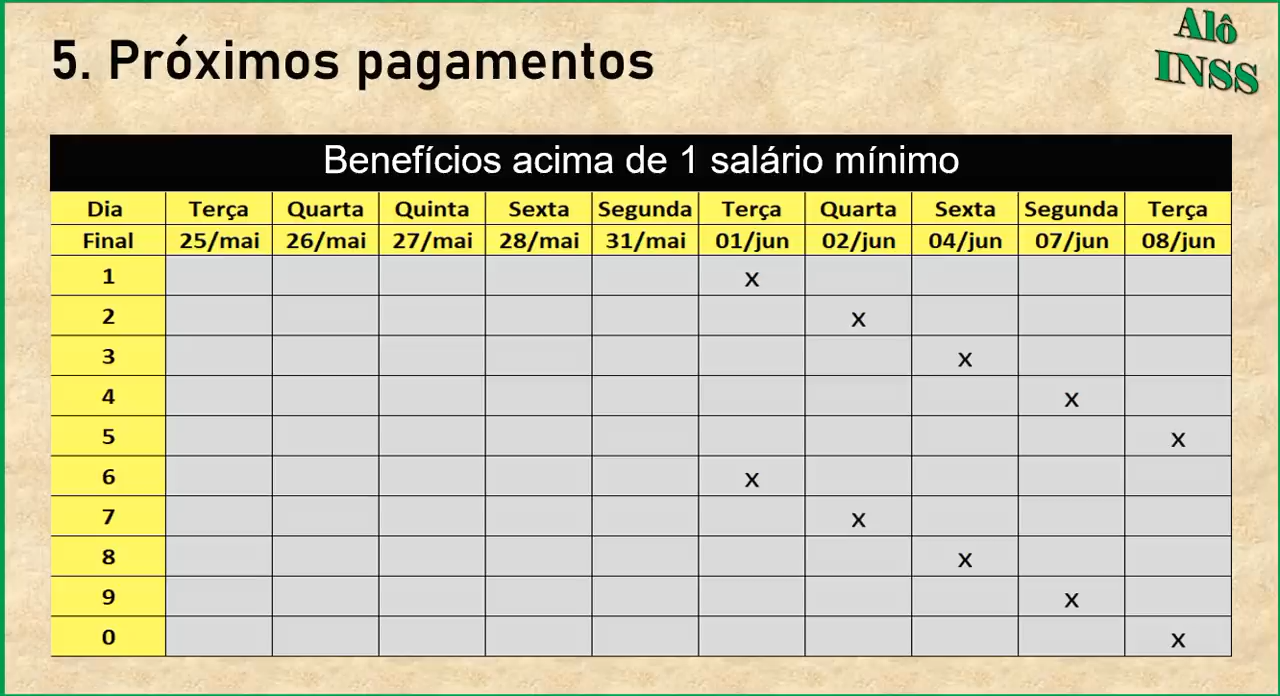 5. Próximos pagamentos
Alô
INSS
Benefícios acima de 1 salário mínimo
Dia Terça Quarta Quinta Sexta Segunda Terça Quarta Sexta Segunda Terça
Final 25/mai 26/mai 27/mai 28/mai 31/mai 01/jun 02/jun 04/jun 07/jun 08/jun
1 x
2 x
3 x
4 x
5 x
6 x
7 x
8 x
9 x
0 x